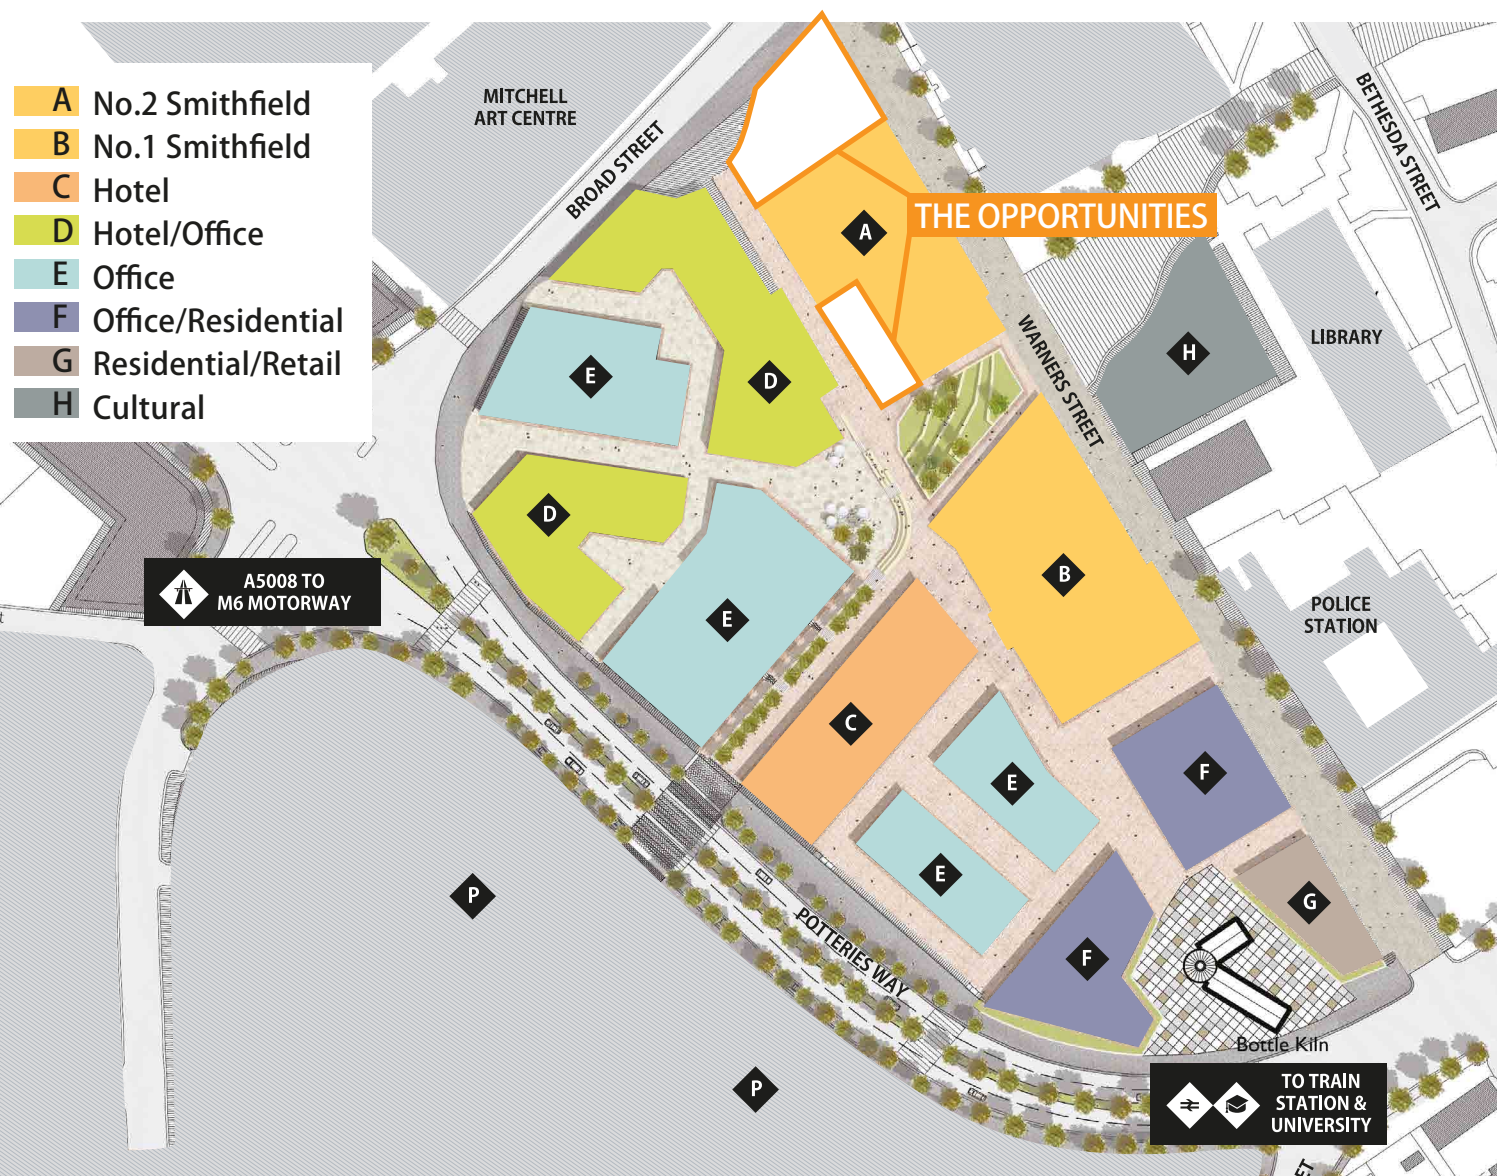 A No.2 Smithfield
B No.1 Smithfield
C Hotel
D Hotel/Office
E Office
F Office/Residential
G Residential/Retail
H Cultural
MITCHELL
ART CENTRE
BROAD STREET
BETHESDA STREET
THE OPPORTUNITIES
A
WARNERS STREET
LIBRARY
H
E
D
D
B
E
A5008 TO
M6 MOTORWAY
t
POLICE
STATION
C
E
F
E
P
G
POTTERIES WAY
F
Bottle Kiln
P
TO TRAIN
STATION &
UNIVERSITY
ET